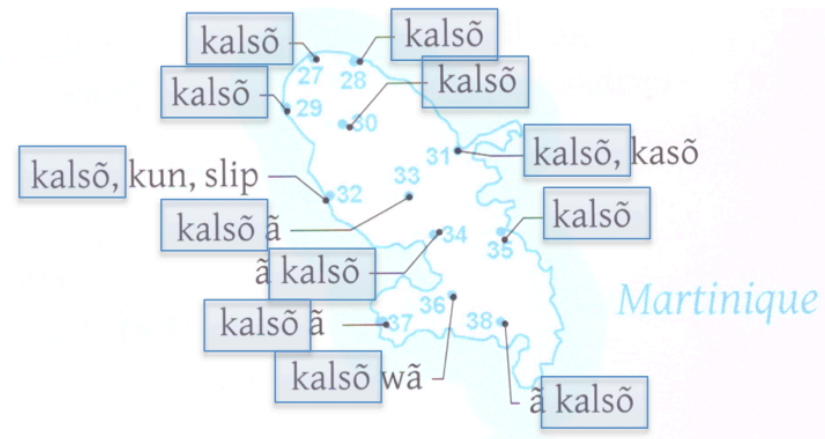 kalsõ
kalsõ
27
28
kalsõ
kalsõ
29
30
31
kalsõ, kasõ
kalsõ, kun, slip
32
33
kalsõ
kalsõ ã
34
35
ã kalsõ
36
Martinique
kalsõ ã
37
38
kalsõ wã
ã kalsõ